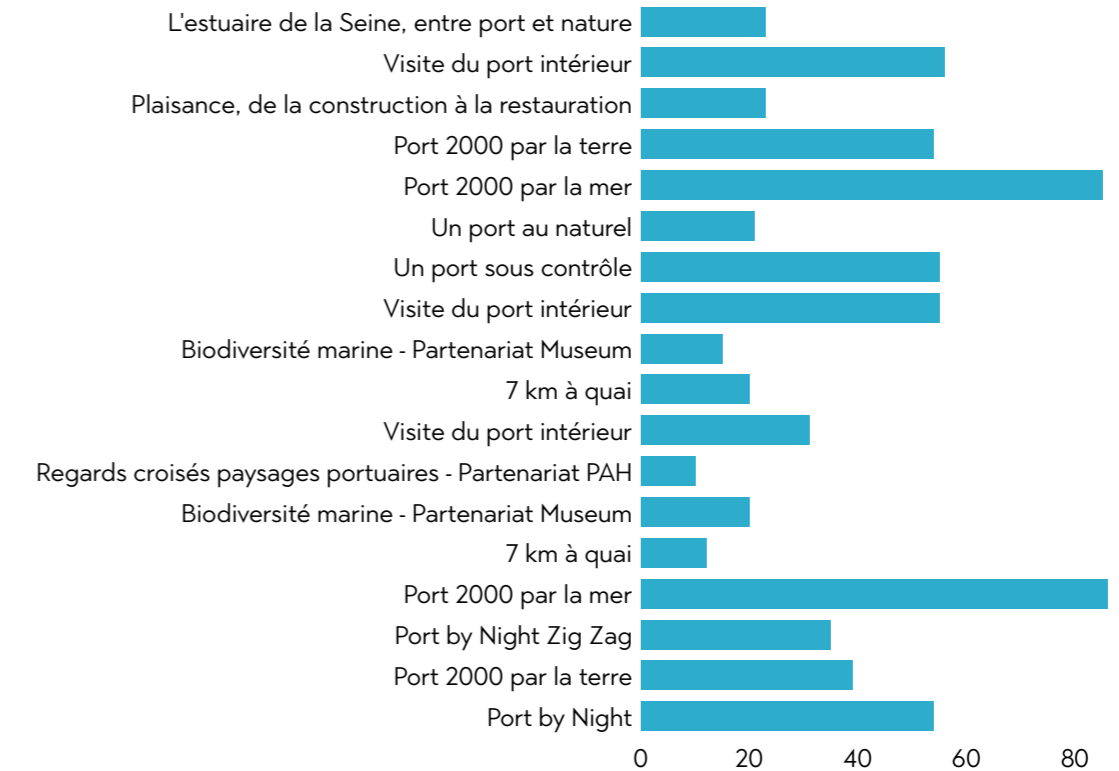 L'estuaire de la Seine, entre port et nature
Visite du port intérieur
Plaisance, de la construction à la restauration
Port 2000 par la terre
Port 2000 par la mer
Un port au naturel
Un port sous contrôle
Visite du port intérieur
Biodiversité marine - Partenariat Museum
7 km à quai
Visite du port intérieur
Regards croisés paysages portuaires - Partenariat PAH
Biodiversité marine - Partenariat Museum
7 km à quai
Port 2000 par la mer
Port by Night Zig Zag
Port 2000 par la terre
Port by Night
0 20 40 60 80